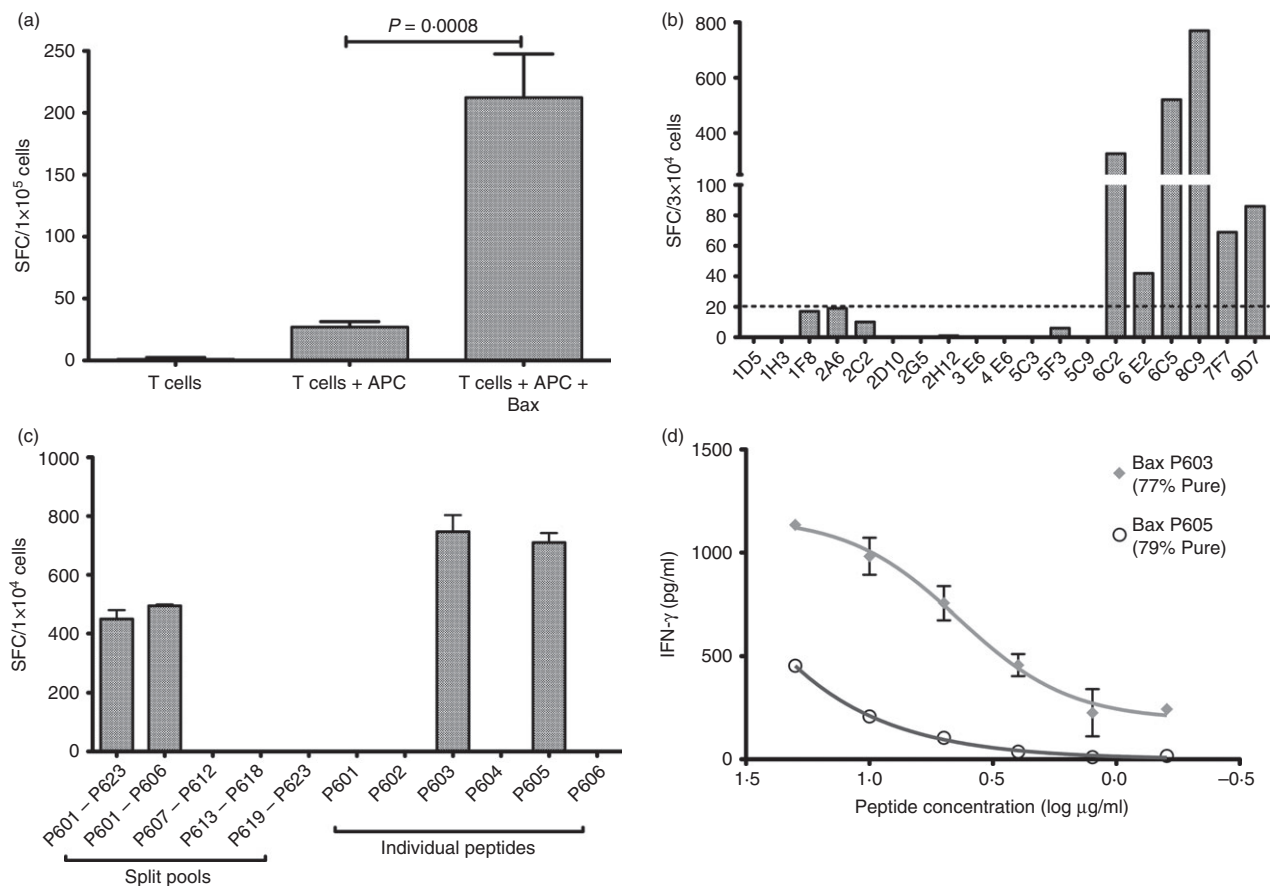 (a)
P = 0·0008
250
200
150
100
50
0
SFC/1×10⁵ cells
T cells
T cells + APC
T cells + APC +
Bax
(b)
800
600
400
100
80
60
40
20
0
SFC/3×10⁴ cells
1D5
1H3
1F8
2A6
2C2
2D10
2G5
2H12
3 E6
4 E6
5C3
5F3
5C9
6C2
6 E2
6C5
8C9
7F7
9D7
(c)
1000
800
600
400
200
0
SFC/1×10⁴ cells
P601 – P623
P601 – P606
P607 – P612
P613 – P618
P619 – P623
P601
P602
P603
P604
P605
P606
Split pools
Individual peptides
(d)
1500
1000
500
0
IFN-γ (pg/ml)
Bax P603
(77% Pure)
Bax P605
(79% Pure)
1·5
1·0
0·5
0·0
–0·5
Peptide concentration (log μg/ml)